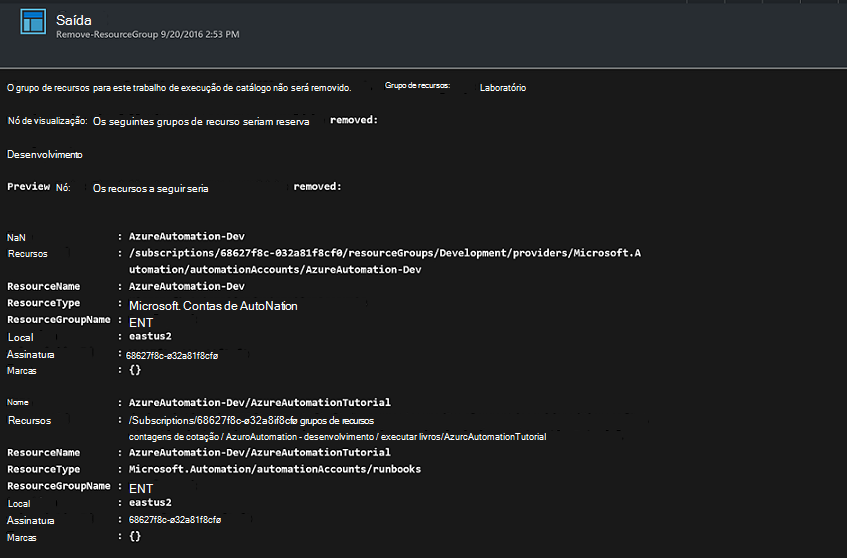 Saída
Remove-ResourceGroup 9/20/2016 2:53 PM
O grupo de recursos para este trabalho de execução de catálogo não será removido. Grupo de recursos: Laboratório
Nó de visualização: Os seguintes grupos de recurso seriam reserva removed:
Desenvolvimento
Preview Nó: Os recursos a seguir seria removed:
NaN : AzureAutomation-Dev
Recursos : /subscriptions/68627f8c-032a81f8cf0/resourceGroups/Development/providers/Microsoft.A
utomation/automationAccounts/AzureAutomation-Dev
ResourceName : AzureAutomation-Dev
ResourceType : Microsoft. Contas de AutoNation
ResourceGroupName : ENT
Local : eastus2
Assinatura : 68627f8c-ø32a81f8cfø
Marcas : {}
Nome : AzureAutomation-Dev/AzureAutomationTutorial
Recursos : /Subscriptions/68627f8c-ø32a8if8cfø grupos de recursos
contagens de cotação / AzuroAutomation - desenvolvimento / executar livros/AzurcAutomationTutorial
ResourceName : AzureAutomation-Dev/AzureAutomationTutorial
ResourceType : Microsoft.Automation/automationAccounts/runbooks
ResourceGroupName : ENT
Local : eastus2
Assinatura : 68627f8c-ø32a81f8cfø
Marcas : {}